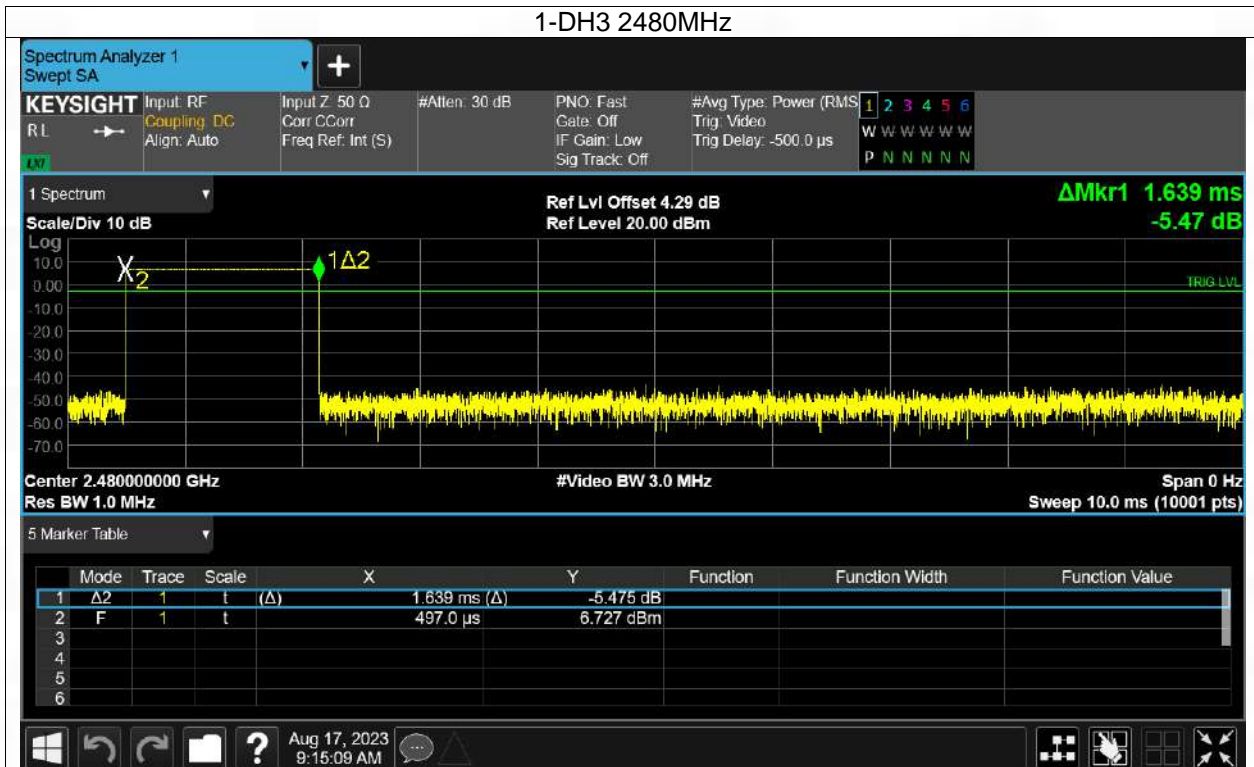 1-DH3 2480MHz
Spectrum Analyzer 1
Swept SA
+
KEYSIGHT
RL
LXI
Input: RF
Coupling: DC
Align: Auto
Input Z: 50 Ω
Corr CCorr
Freq Ref: Int (S)
#Atten: 30 dB
PNO: Fast
Gate: Off
IF Gain: Low
Sig Track: Off
#Avg Type: Power (RMS
Trig: Video
Trig Delay: -500.0 µs
1 2 3 4 5 6
W W W W W W
P N N N N N
1 Spectrum
Scale/Div 10 dB
Ref Lvl Offset 4.29 dB
Ref Level 20.00 dBm
ΔMkr1 1.639 ms
-5.47 dB
Log
10.0
0.00
-10.0
-20.0
-30.0
-40.0
-50.0
-60.0
-70.0
X2
1Δ2
TRIG LVL
Center 2.480000000 GHz
#Video BW 3.0 MHz
Span 0 Hz
Res BW 1.0 MHz
Sweep 10.0 ms (10001 pts)
5 Marker Table
Mode Trace Scale X Y Function Function Width Function Value
1 Δ2 1 t (Δ) 1.639 ms (Δ) -5.475 dB
2 F 1 t 497.0 µs 6.727 dBm
3
4
5
6
?
Aug 17, 2023
9:15:09 AM